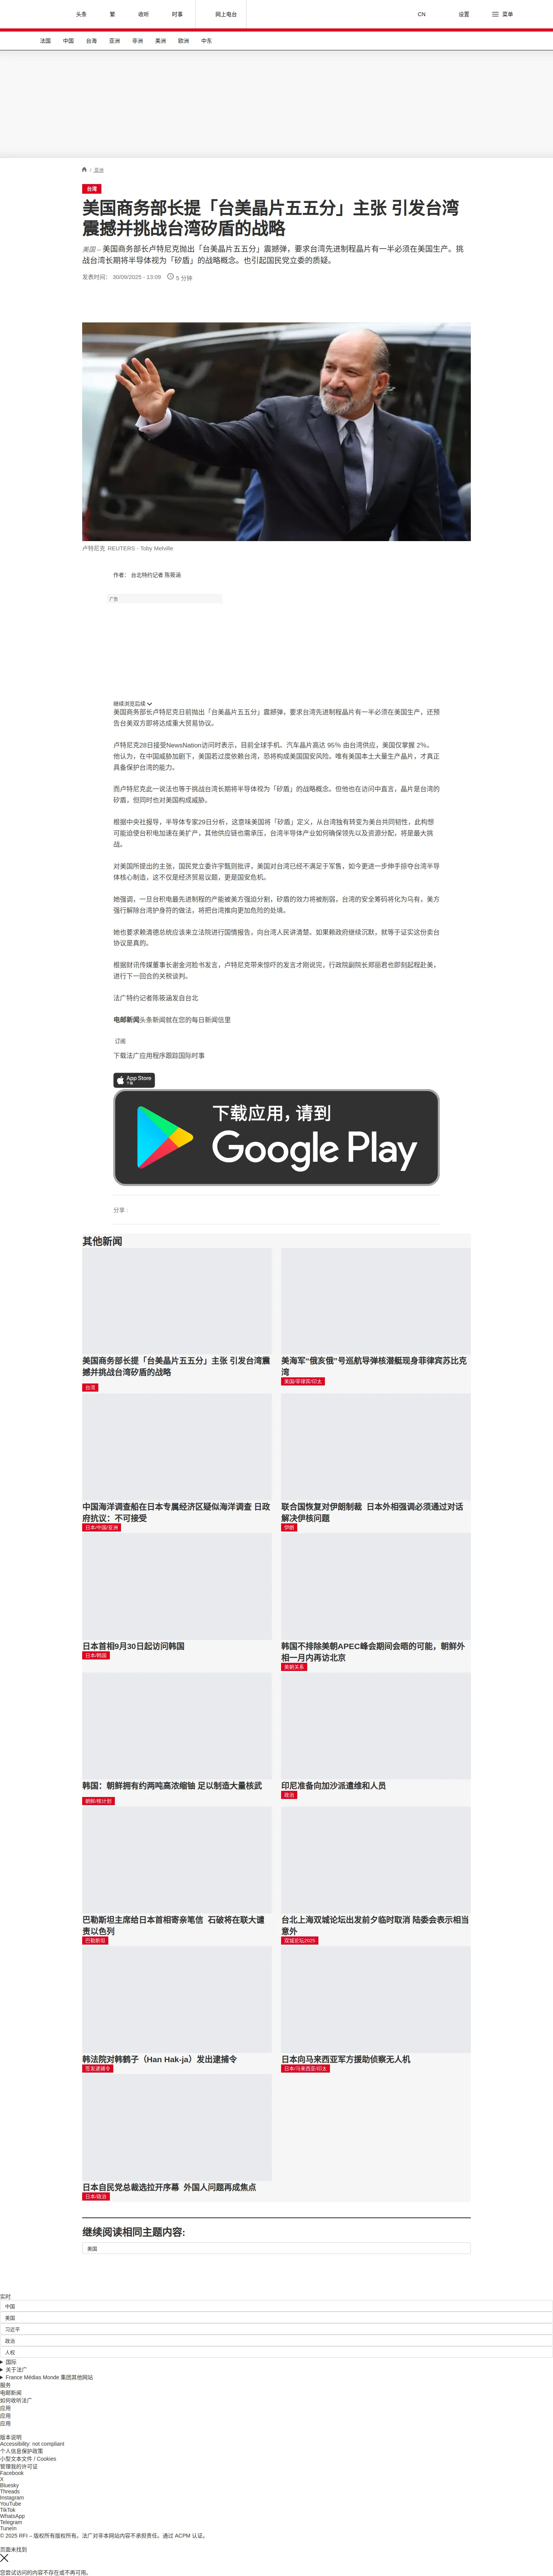 头条
繁
收听
时事
网上电台
CN
设置
菜单
法国
中国
台海
亚洲
非洲
美洲
欧洲
中东
/ 亚洲
台湾
美国商务部长提「台美晶片五五分」主张 引发台湾
震撼并挑战台湾矽盾的战略
美国 – 美国商务部长卢特尼克抛出「台美晶片五五分」震撼弹，要求台湾先进制程晶片有一半必须在美国生产。挑
战台湾长期将半导体视为「矽盾」的战略概念。也引起国民党立委的质疑。
发表时间： 30/09/2025 - 13:09
5 分钟
卢特尼克 REUTERS - Toby Melville
作者： 台北特约记者 陈筱涵
广告
继续浏览后续
美国商务部长卢特尼克日前抛出「台美晶片五五分」震撼弹，要求台湾先进制程晶片有一半必须在美国生产，还预
告台美双方即将达成重大贸易协议。
卢特尼克28日接受NewsNation访问时表示，目前全球手机、汽车晶片高达 95% 由台湾供应，美国仅掌握 2%。
他认为，在中国威胁加剧下，美国若过度依赖台湾，恐将构成美国国安风险。唯有美国本土大量生产晶片，才真正
具备保护台湾的能力。
而卢特尼克此一说法也等于挑战台湾长期将半导体视为「矽盾」的战略概念。但他也在访问中直言，晶片是台湾的
矽盾，但同时也对美国构成威胁。
根据中央社报导，半导体专家29日分析，这意味美国将「矽盾」定义，从台湾独有转变为美台共同韧性，此构想
可能迫使台积电加速在美扩产，其他供应链也需承压，台湾半导体产业如何确保领先以及资源分配，将是最大挑
战。
对美国所提出的主张，国民党立委许宇甄则批评，美国对台湾已经不满足于军售，如今更进一步伸手掠夺台湾半导
体核心制造，这不仅是经济贸易议题，更是国安危机。
她强调，一旦台积电最先进制程的产能被美方强迫分割，矽盾的效力将被削弱，台湾的安全筹码将化为乌有，美方
强行解除台湾护身符的做法，将把台湾推向更加危险的处境。
她也要求赖清德总统应该来立法院进行国情报告，向台湾人民讲清楚。如果赖政府继续沉默，就等于证实这份卖台
协议是真的。
根据财讯传媒董事长谢金河脸书发言，卢特尼克带来惊吓的发言才刚说完，行政院副院长郑丽君也即刻起程赴美，
进行下一回合的关税谈判。
法广特约记者陈筱涵发自台北
电邮新闻头条新闻就在您的每日新闻信里
订阅
下载法广应用程序跟踪国际时事
App Store
下载
下载应用，请到
Google Play
分享 :
其他新闻
美国商务部长提「台美晶片五五分」主张 引发台湾震
撼并挑战台湾矽盾的战略
台湾
美海军“俄亥俄”号巡航导弹核潜艇现身菲律宾苏比克
湾
美国/菲律宾/印太
中国海洋调查船在日本专属经济区疑似海洋调查 日政
府抗议：不可接受
日本/中国/亚洲
联合国恢复对伊朗制裁 日本外相强调必须通过对话
解决伊核问题
伊朗
日本首相9月30日起访问韩国
日本/韩国
韩国不排除美朝APEC峰会期间会晤的可能，朝鲜外
相一月内再访北京
美朝关系
韩国：朝鲜拥有约两吨高浓缩铀 足以制造大量核武
朝鲜/核计划
印尼准备向加沙派遣维和人员
政治
巴勒斯坦主席给日本首相寄亲笔信 石破将在联大谴
责以色列
巴勒斯坦
台北上海双城论坛出发前夕临时取消 陆委会表示相当
意外
双城论坛2025
韩法院对韩鹤子（Han Hak-ja）发出逮捕令
签发逮捕令
日本向马来西亚军方援助侦察无人机
日本/马来西亚/印太
日本自民党总裁选拉开序幕 外国人问题再成焦点
日本/政治
继续阅读相同主题内容:
美国
实时
中国
美国
习近平
政治
人权
国际
关于法广
France Médias Monde 集团其他网站
服务
电邮新闻
如何收听法广
应用
应用
应用
版本说明
Accessibility: not compliant
个人信息保护政策
小型文本文件 / Cookies
管理我的许可证
Facebook
X
Bluesky
Threads
Instagram
YouTube
TikTok
WhatsApp
Telegram
TuneIn
© 2025 RFI – 版权所有版权所有。法广对非本网站内容不承担责任。通过 ACPM 认证。
页面未找到
您尝试访问的内容不存在或不再可用。